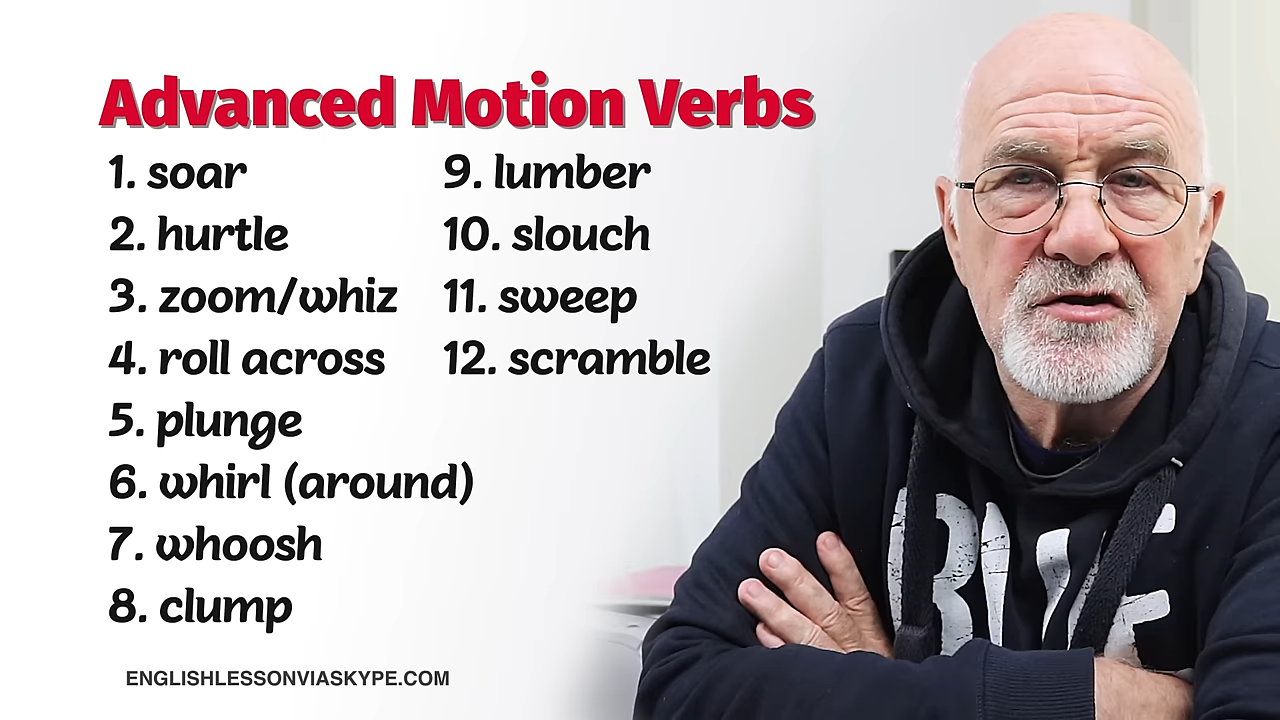 Advanced Motion Verbs
1. soar
2. hurtle
3. zoom/whiz
4. roll across
5. plunge
6. whirl (around)
7. whoosh
8. clump
9. lumber
10. slouch
11. sweep
12. scramble
ENGLISHLESSONVIASKYPE.COM